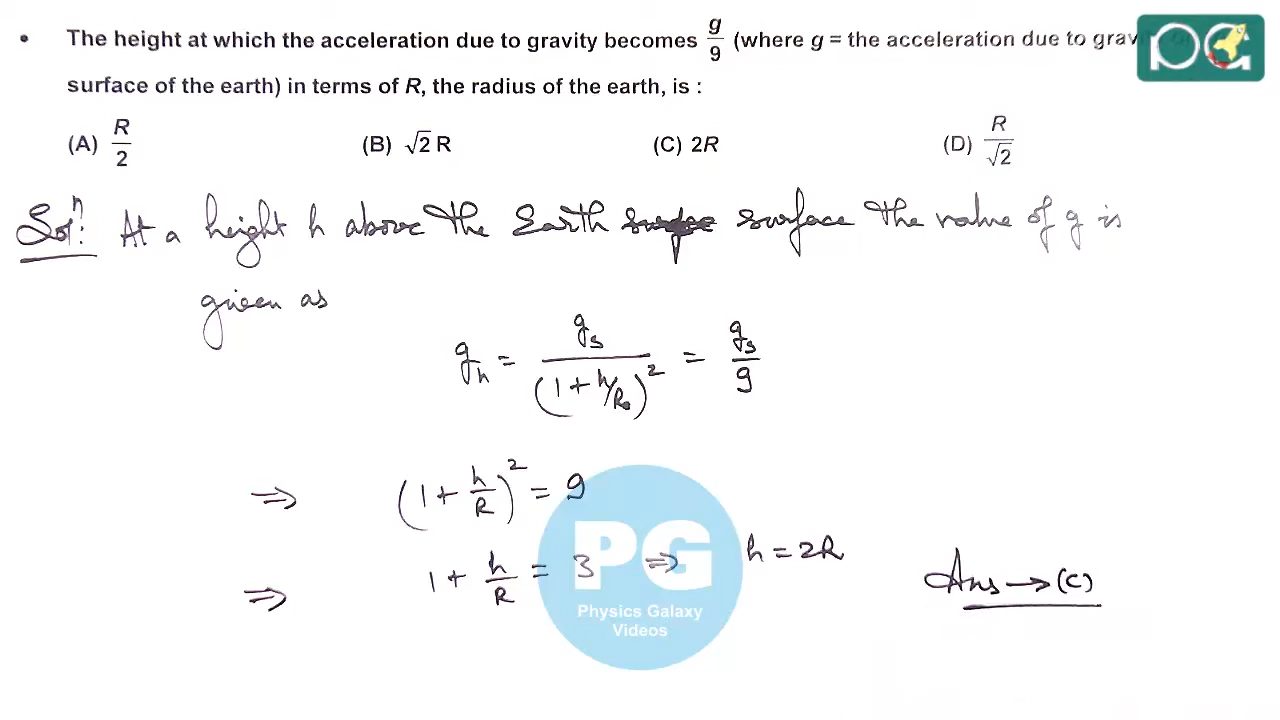 • The height at which the acceleration due to gravity becomes g/9 (where g = the acceleration due to grav
surface of the earth) in terms of R, the radius of the earth, is :
(A) R/2 (B) √2 R (C) 2R (D) R/√2
Solⁿ: At a height h above the Earth surface the value of g is
given as
g_h = g_s/(1 + h/R_e)² = g_s/9
⇒ (1 + h/R)² = 9
⇒ 1 + h/R = 3 ⇒ h = 2R
Ans → (C)
PG
Physics Galaxy
Videos